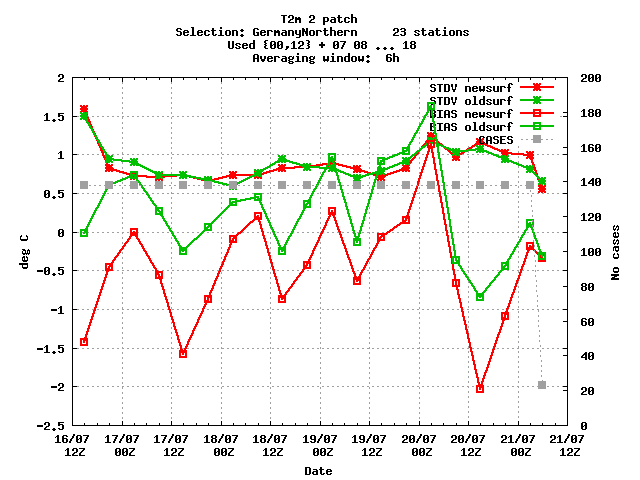 T2m 2 patch
Selection: GermanyNorthern 23 stations
Used {00,12} + 07 08 ... 18
Averaging window: 6h
STDV newsurf
STDV oldsurf
BIAS newsurf
BIAS oldsurf
CASES
2
1.5
1
0.5
0
-0.5
-1
-1.5
-2
-2.5
deg C
200
180
160
140
120
100
80
60
40
20
0
No cases
16/07 17/07 17/07 18/07 18/07 19/07 19/07 20/07 20/07 21/07 21/07
12Z 00Z 12Z 00Z 12Z 00Z 12Z 00Z 12Z 00Z 12Z
Date